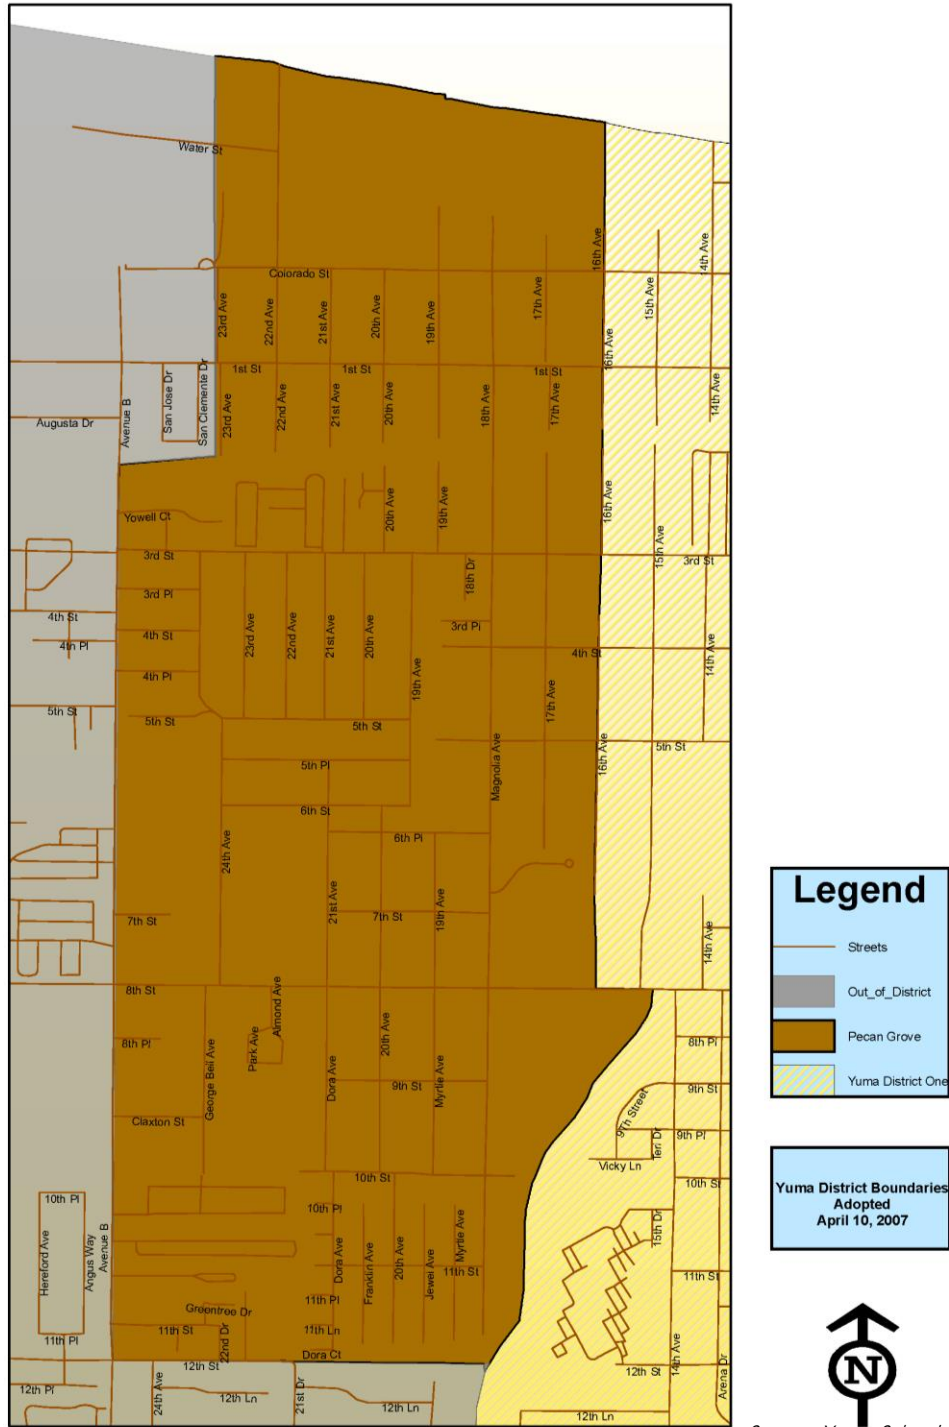 Water St
Colorado St
23rd Ave
22nd Ave
21st Ave
20th Ave
19th Ave
17th Ave
16th Ave
15th Ave
14th Ave
1st St
1st St
1st St
16th Ave
Augusta Dr
Avenue B
San Jose Dr
San Clemente Dr
23rd Ave
22nd Ave
21st Ave
20th Ave
18th Ave
17th Ave
14th Ave
Yowell Ct
20th Ave
19th Ave
16th Ave
15th Ave
3rd St
3rd St
3rd Pl
18th Dr
4th St
4th St
4th Pl
3rd Pl
4th St
4th Pl
23rd Ave
22nd Ave
21st Ave
20th Ave
19th Ave
17th Ave
14th Ave
5th St
5th St
5th St
5th St
5th Pl
Magnolia Ave
16th Ave
6th St
6th Pl
24th Ave
21st Ave
7th St
7th St
19th Ave
14th Ave
8th St
8th Pl
George Bell Ave
Park Ave
Almond Ave
Dora Ave
20th Ave
9th St
Myrtle Ave
8th Pl
9th St
9Th Street
9th Pl
Teri Dr
Vicky Ln
Claxton St
10th St
10th St
10th Pl
10th Pl
Hereford Ave
Angus Way
Avenue B
Dora Ave
Franklin Ave
20th Ave
Jewel Ave
Myrtle Ave
11th St
15th Dr
11th St
11th Pl
Greentree Dr
11th St
22nd Dr
11th Ln
Dora Ct
11th Pl
12th St
12th St
14th Ave
Arena Dr
12th Pl
24th Ave
12th Ln
21st Dr
12th Ln
12th Ln
Legend
Streets
Out_of_District
Pecan Grove
Yuma District One
Yuma District Boundaries
Adopted
April 10, 2007
N